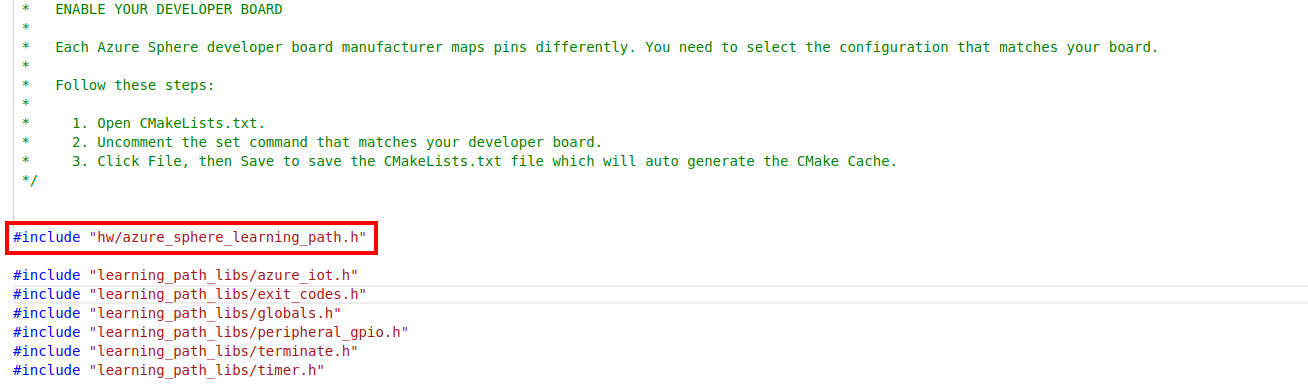 *   ENABLE YOUR DEVELOPER BOARD
*
*   Each Azure Sphere developer board manufacturer maps pins differently. You need to select the configuration that matches your board.
*
*   Follow these steps:
*
*     1. Open CMakeLists.txt.
*     2. Uncomment the set command that matches your developer board.
*     3. Click File, then Save to save the CMakeLists.txt file which will auto generate the CMake Cache.
*/
#include "hw/azure_sphere_learning_path.h"
#include "learning_path_libs/azure_iot.h"
#include "learning_path_libs/exit_codes.h"
#include "learning_path_libs/globals.h"
#include "learning_path_libs/peripheral_gpio.h"
#include "learning_path_libs/terminate.h"
#include "learning_path_libs/timer.h"